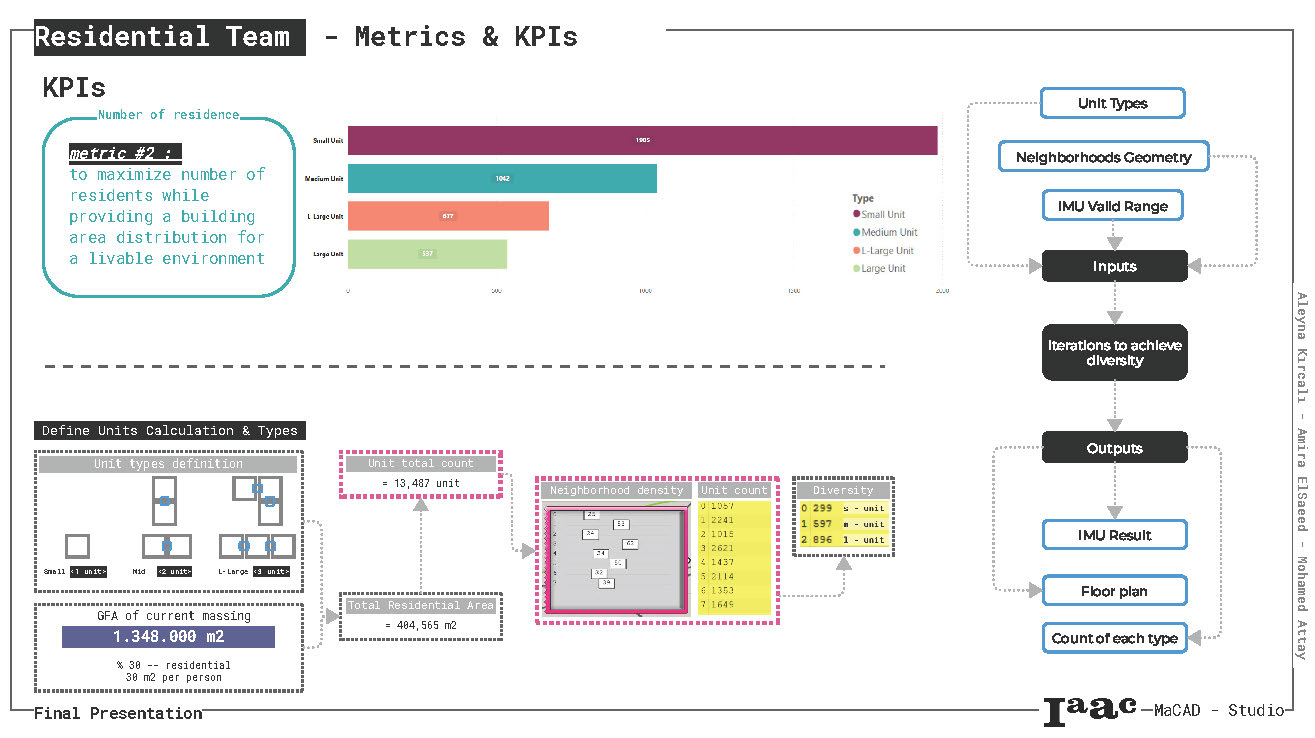 Residential Team - Metrics & KPIs
KPIs
Number of residence
metric #2 :
to maximize number of
residents while
providing a building
area distribution for
a livable environment
Small Unit
Medium Unit
1042
L-Large Unit
677
Large Unit
537
0 500 1000 1500 2000
Type
Small Unit
Medium Unit
L-Large Unit
Large Unit
Unit Types
Neighborhoods Geometry
IMU Valid Range
Inputs
Iterations to achieve
diversity
Outputs
IMU Result
Floor plan
Count of each type
Define Units Calculation & Types
Unit types definition
Small <1 unit>
Mid <2 unit>
L-Large <3 unit>
GFA of current massing
1.348.000 m2
% 30 -- residential
30 m2 per person
Unit total count
= 13,487 unit
Total Residential Area
= 404,565 m2
Neighborhood density
Unit count
0 1057
1 2241
2 1015
3 2621
4 1437
5 2114
6 1353
7 1649
Diversity
0 299 s - unit
1 597 m - unit
2 896 l - unit
Aleyna Kırcalı - Amira ElSaeed - Mohamed Attay
Final Presentation
Iaac
MaCAD - Studio